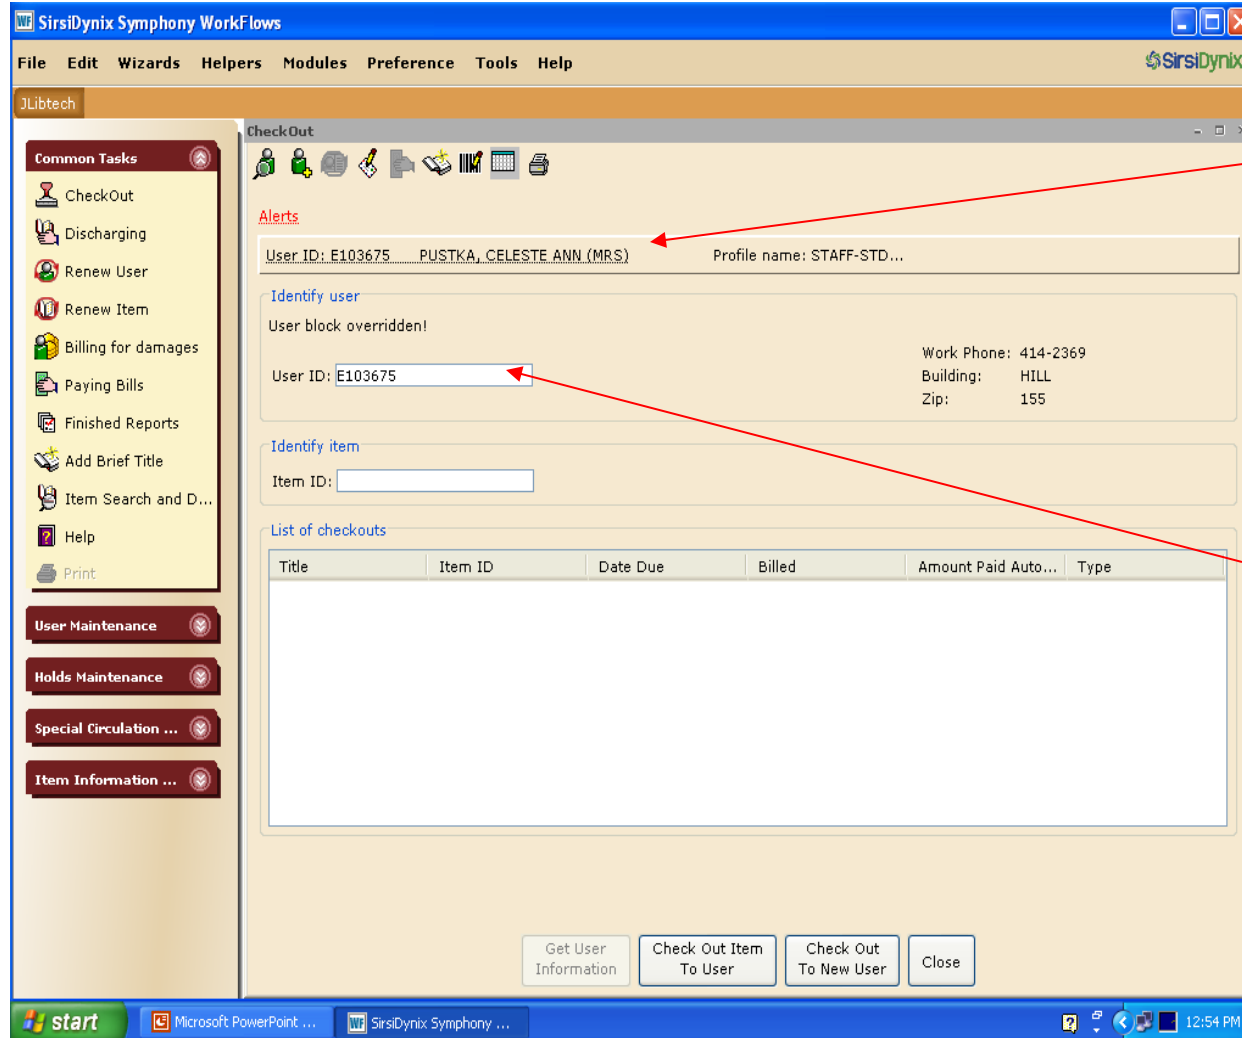 SirsiDynix Symphony WorkFlows
File Edit Wizards Helpers Modules Preference Tools Help
SirsiDynix
JLibtech
CheckOut
Common Tasks
CheckOut
Discharging
Renew User
Renew Item
Billing for damages
Paying Bills
Finished Reports
Add Brief Title
Item Search and D...
Help
Print
User Maintenance
Holds Maintenance
Special Circulation ...
Item Information ...
Alerts
User ID: E103675 PUSTKA, CELESTE ANN (MRS) Profile name: STAFF-STD...
Identify user
User block overridden!
User ID: E103675
Work Phone: 414-2369
Building: HILL
Zip: 155
Identify item
Item ID:
List of checkouts
Title Item ID Date Due Billed Amount Paid Auto... Type
Get User Information
Check Out Item To User
Check Out To New User
Close
start Microsoft PowerPoint ... SirsiDynix Symphony ... 12:54 PM